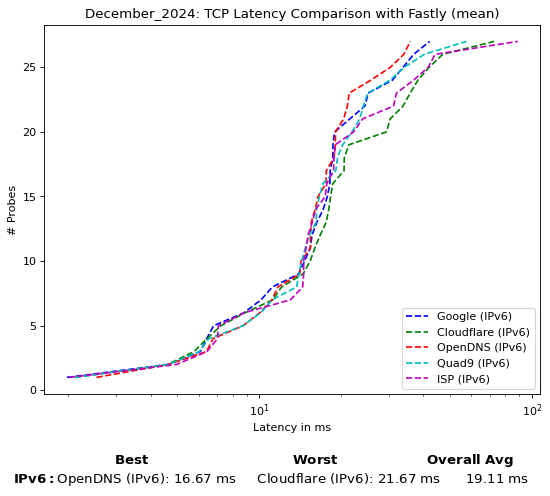 December_2024: TCP Latency Comparison with Fastly (mean)
25
20
15
10
5
0
# Probes
Google (IPv6)
Cloudflare (IPv6)
OpenDNS (IPv6)
Quad9 (IPv6)
ISP (IPv6)
10¹
10²
Latency in ms
Best Worst Overall Avg
IPv6: OpenDNS (IPv6): 16.67 ms Cloudflare (IPv6): 21.67 ms 19.11 ms